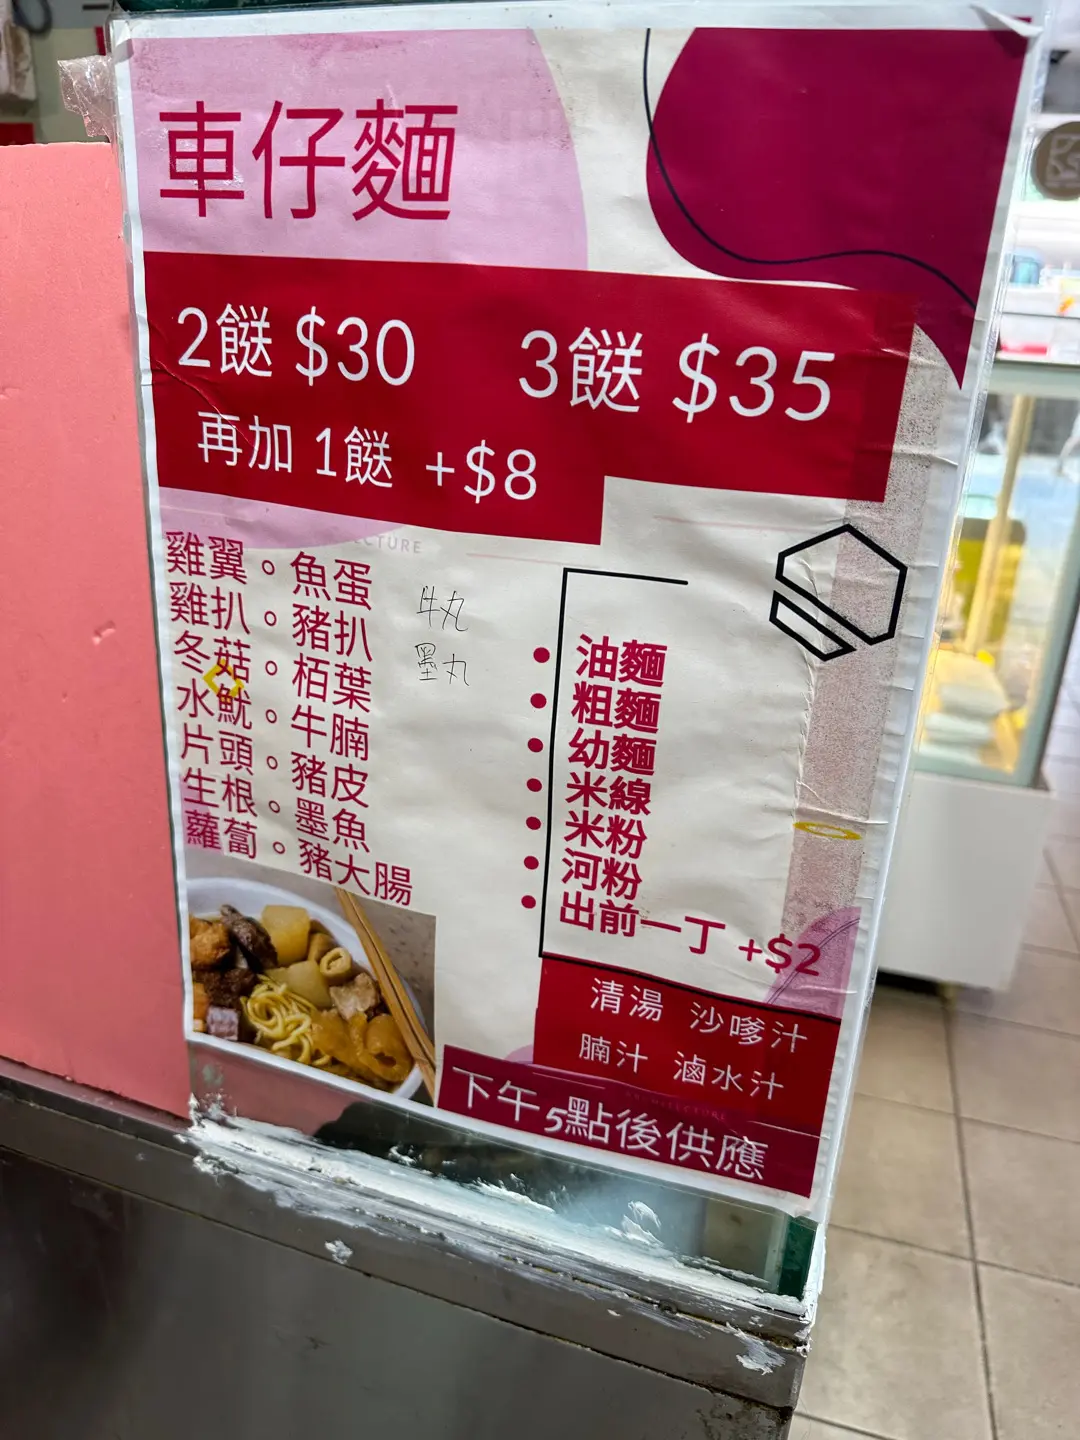 車仔麵
2餸 $30 3餸 $35
再加 1餸 +$8
雞翼。魚蛋
雞扒。豬扒
冬菇。栢葉
水魷。牛腩
片頭。豬皮
生根。墨魚
蘿蔔。豬大腸
牛丸
墨丸
油麵
粗麵
幼麵
米線
米粉
河粉
出前一丁 +$2
清湯 沙嗲汁
腩汁 滷水汁
下午5點後供應